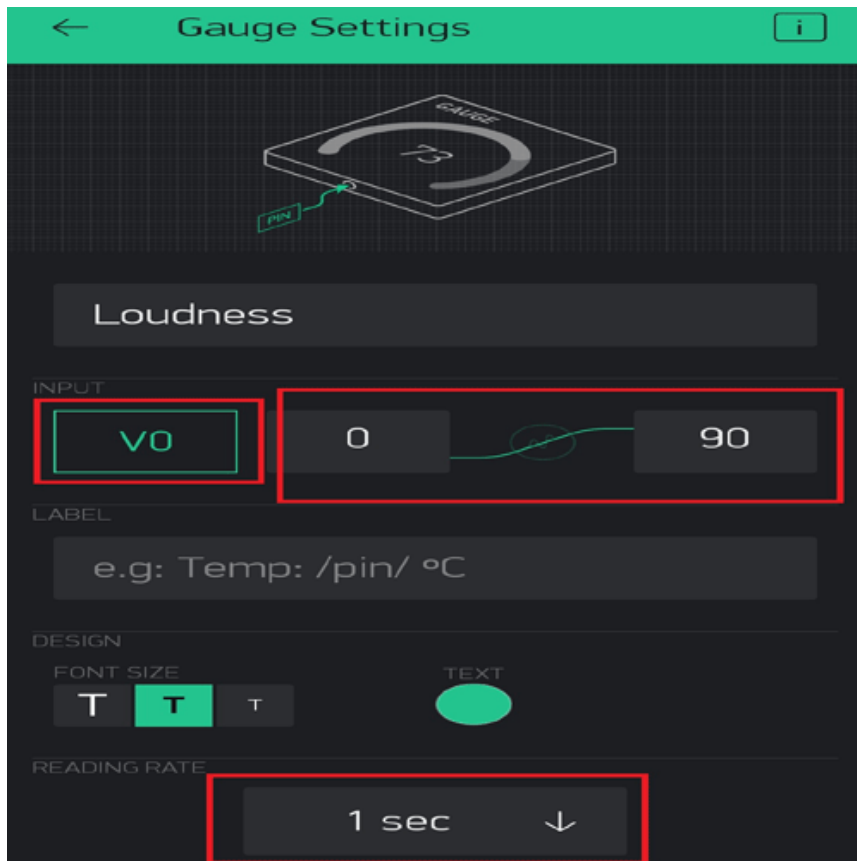 ← Gauge Settings i
GAUGE
73
PIN
Loudness
INPUT
V0 0 90
LABEL
e.g: Temp: /pin/ °C
DESIGN
FONT SIZE TEXT
T T T
READING RATE
1 sec ↓